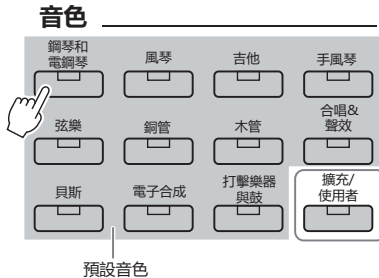 音色
鋼琴和
電鋼琴
風琴
吉他
手風琴
弦樂
銅管
木管
合唱&
聲效
貝斯
電子合成
打擊樂器
與鼓
擴充/
使用者
預設音色